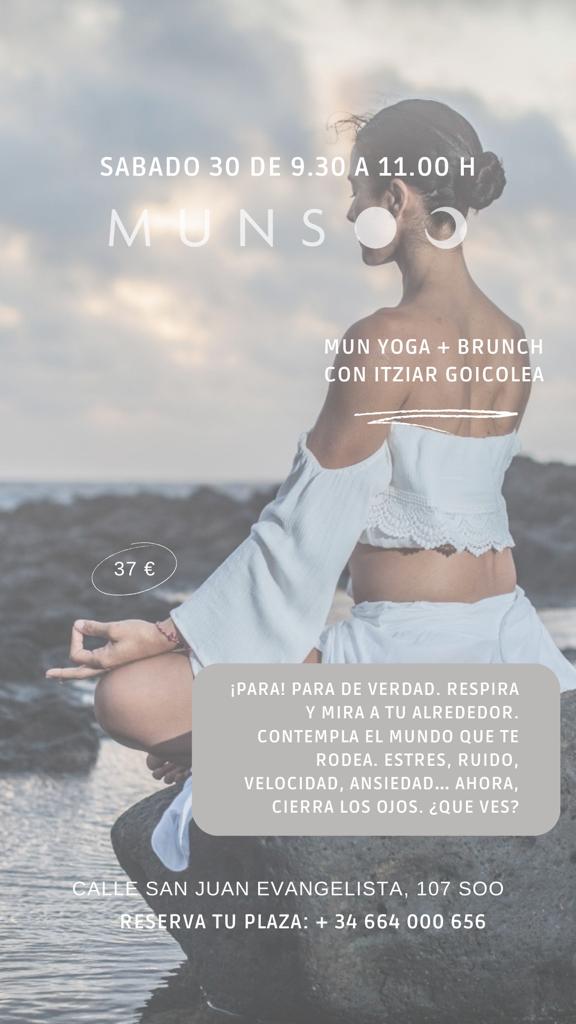 SABADO 30 DE 9.30 A 11.00 H
MUNSOO
MUN YOGA + BRUNCH
CON ITZIAR GOICOLEA
37 €
¡PARA! PARA DE VERDAD. RESPIRA
Y MIRA A TU ALREDEDOR.
CONTEMPLA EL MUNDO QUE TE
RODEA. ESTRES, RUIDO,
VELOCIDAD, ANSIEDAD... AHORA,
CIERRA LOS OJOS. ¿QUE VES?
CALLE SAN JUAN EVANGELISTA, 107 SOO
RESERVA TU PLAZA: + 34 664 000 656